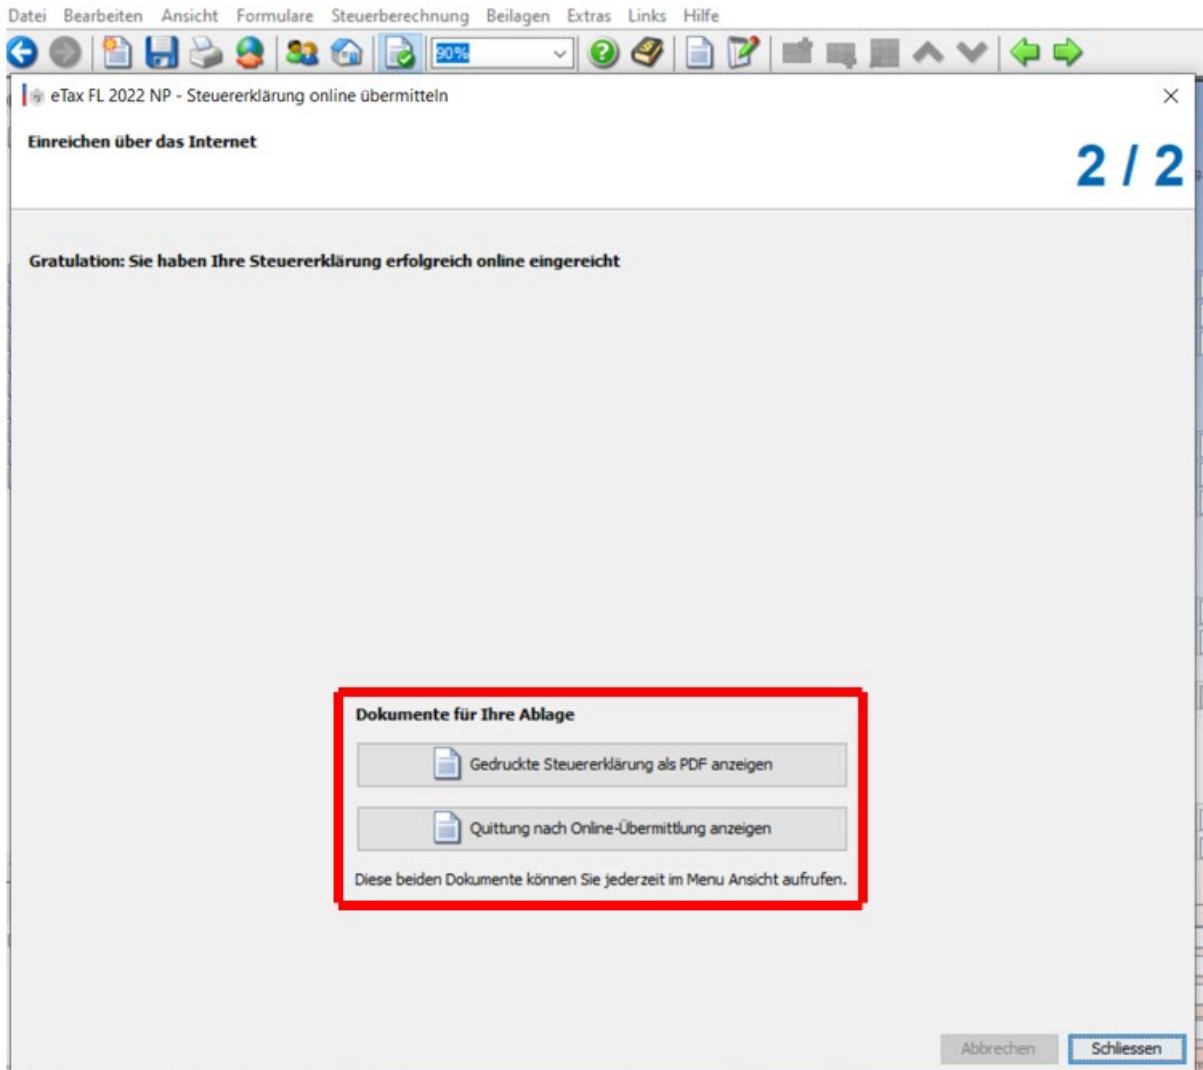 Datei Bearbeiten Ansicht Formulare Steuerberechnung Beilagen Extras Links Hilfe
90%
eTax FL 2022 NP - Steuererklärung online übermitteln
Einreichen über das Internet
2 / 2
Gratulation: Sie haben Ihre Steuererklärung erfolgreich online eingereicht
Dokumente für Ihre Ablage
Gedruckte Steuererklärung als PDF anzeigen
Quittung nach Online-Übermittlung anzeigen
Diese beiden Dokumente können Sie jederzeit im Menu Ansicht aufrufen.
Abbrechen Schliessen